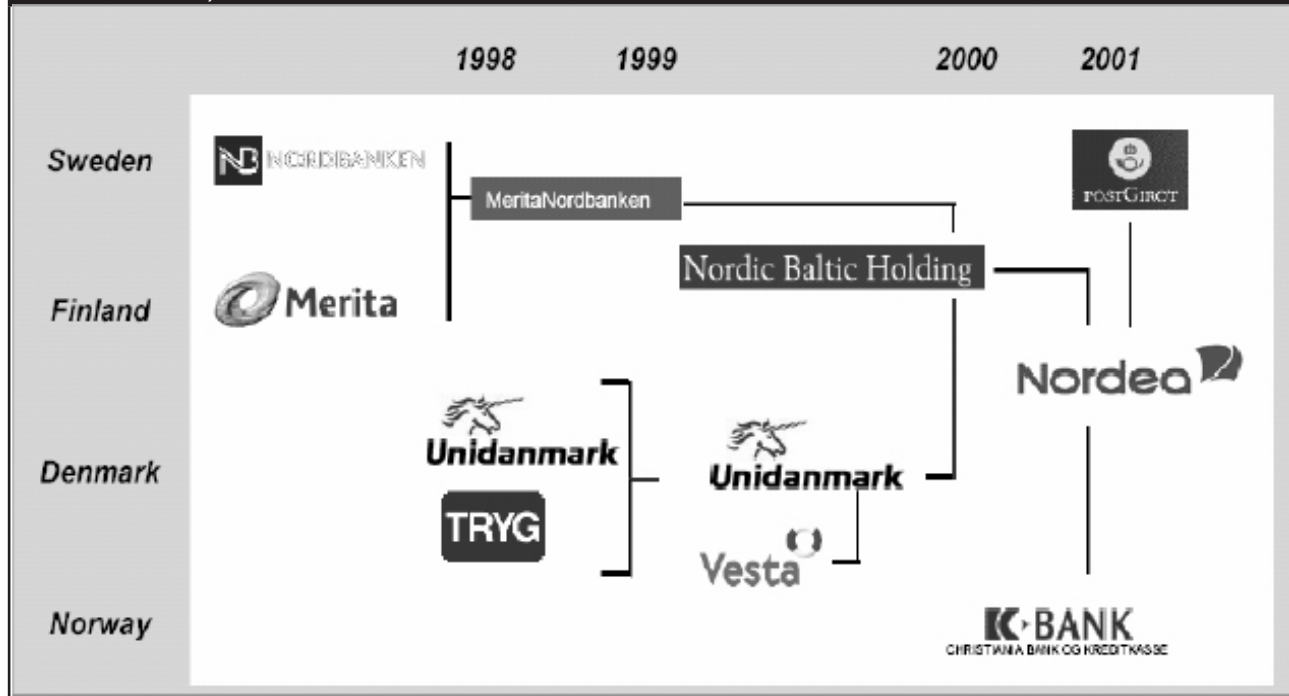 1998 1999 2000 2001
Sweden
NB NORDBANKEN
MeritaNordbanken
POSTGIROT
Nordic Baltic Holding
Finland
Merita
Nordea
Unidanmark
Denmark
Unidanmark
TRYG
Vesta
Norway
K-BANK
CHRISTIANIA BANK OG KREDITKASSE